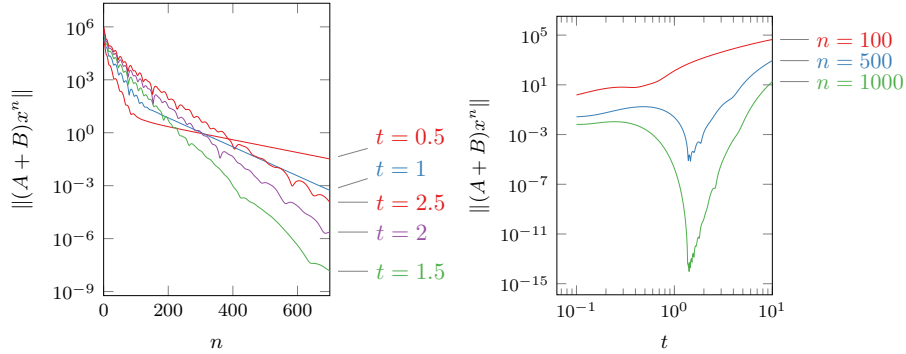 10^6
10^3
10^0
10^−3
10^−6
10^−9
‖(A + B)x^n‖
0 200 400 600
n
t = 0.5
t = 1
t = 2.5
t = 2
t = 1.5
10^5
10^1
10^−3
10^−7
10^−11
10^−15
‖(A + B)x^n‖
10^−1 10^0 10^1
t
n = 100
n = 500
n = 1000